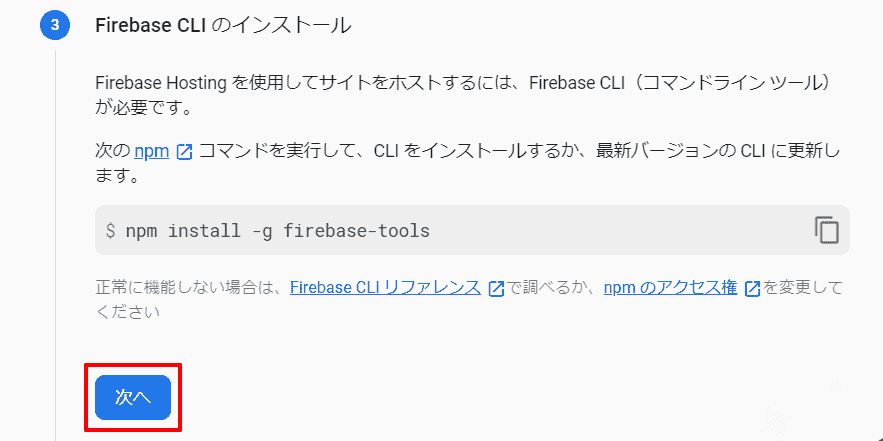 3 Firebase CLI のインストール
Firebase Hosting を使用してサイトをホストするには、Firebase CLI（コマンドライン ツール）
が必要です。
次の npm コマンドを実行して、CLI をインストールするか、最新バージョンの CLI に更新し
ます。
$ npm install -g firebase-tools
正常に機能しない場合は、Firebase CLI リファレンス で調べるか、npm のアクセス権 を変更して
ください
次へ